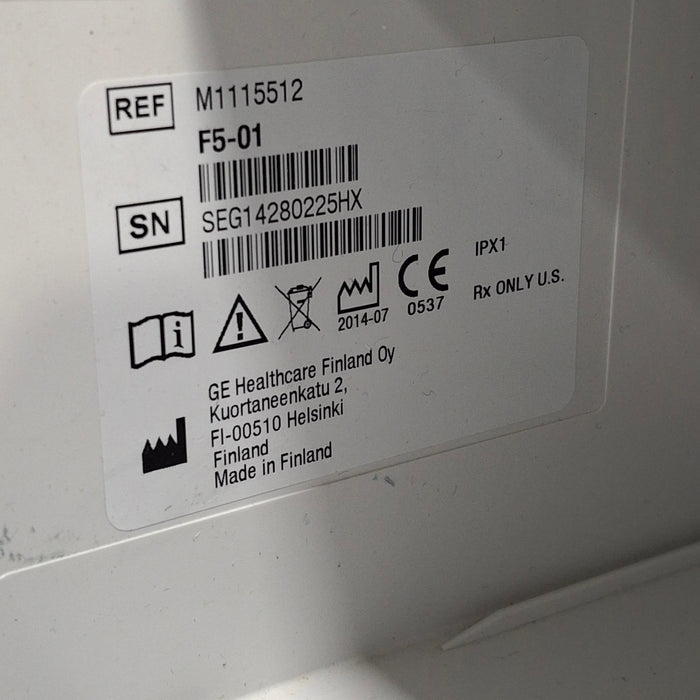 REF M1115512
F5-01
SN SEG14280225HX
IPX1
2014-07 CE 0537 Rx ONLY U.S.
GE Healthcare Finland Oy
Kuortaneenkatu 2,
FI-00510 Helsinki
Finland
Made in Finland